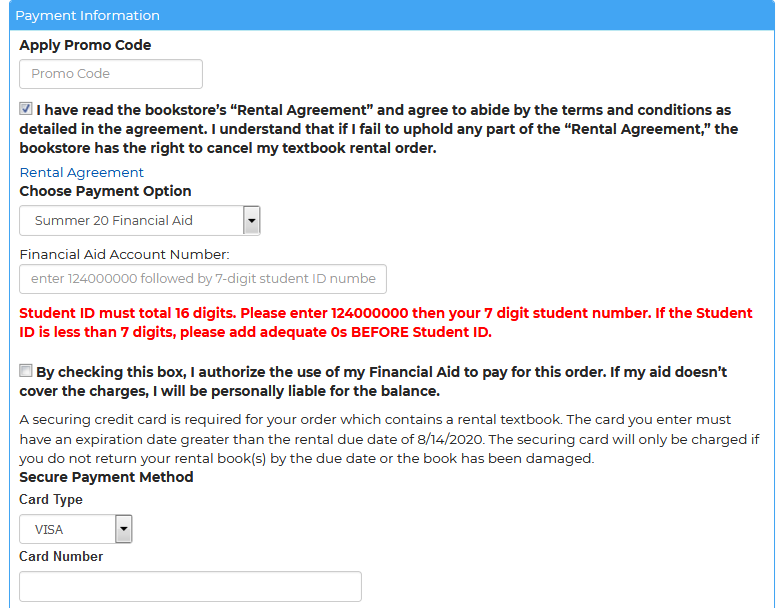 Payment Information
Apply Promo Code
Promo Code
I have read the bookstore's “Rental Agreement” and agree to abide by the terms and conditions as
detailed in the agreement. I understand that if I fail to uphold any part of the “Rental Agreement,” the
bookstore has the right to cancel my textbook rental order.
Rental Agreement
Choose Payment Option
Summer 20 Financial Aid
Financial Aid Account Number:
enter 124000000 followed by 7-digit student ID numbe
Student ID must total 16 digits. Please enter 124000000 then your 7 digit student number. If the Student
ID is less than 7 digits, please add adequate 0s BEFORE Student ID.
By checking this box, I authorize the use of my Financial Aid to pay for this order. If my aid doesn't
cover the charges, I will be personally liable for the balance.
A securing credit card is required for your order which contains a rental textbook. The card you enter must
have an expiration date greater than the rental due date of 8/14/2020. The securing card will only be charged if
you do not return your rental book(s) by the due date or the book has been damaged.
Secure Payment Method
Card Type
VISA
Card Number